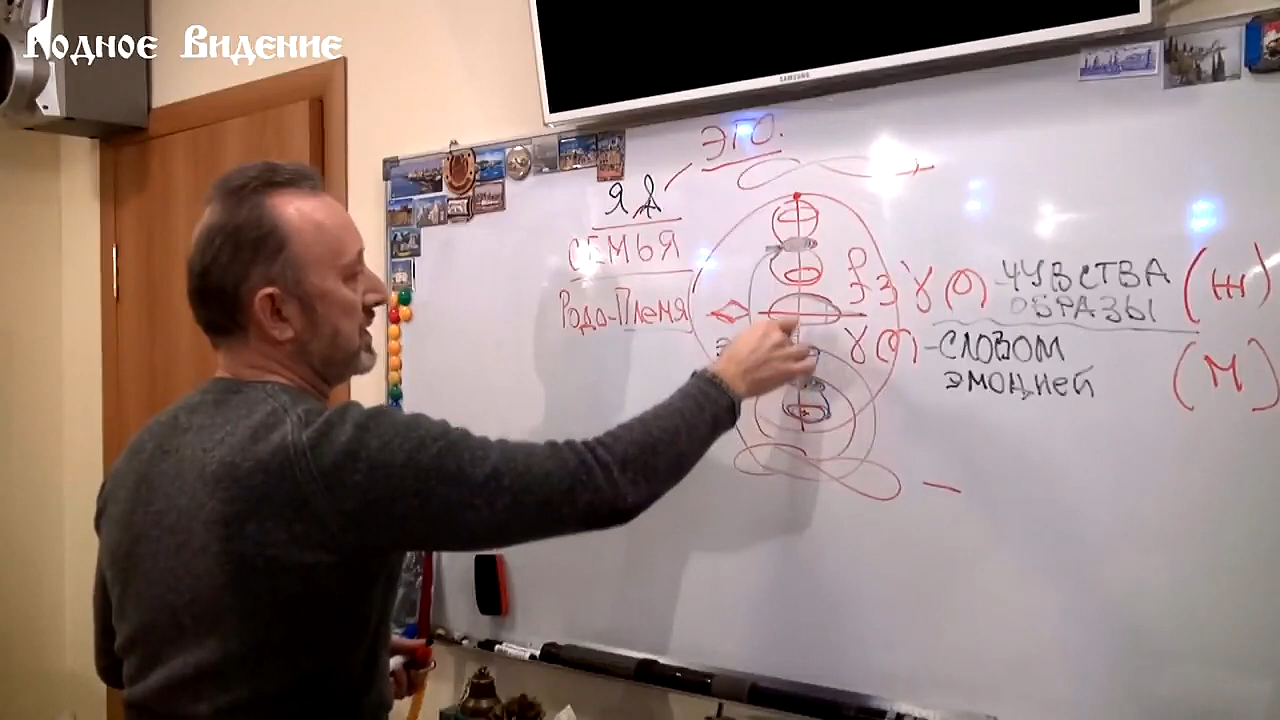 Родное Видение
SAMSUNG
ЭГО.
Я
СЕМЬЯ
Родо-Племя
ЧУВСТВА (Ж)
ОБРАЗЫ
СЛОВОМ (М)
ЭМОЦИЕЙ